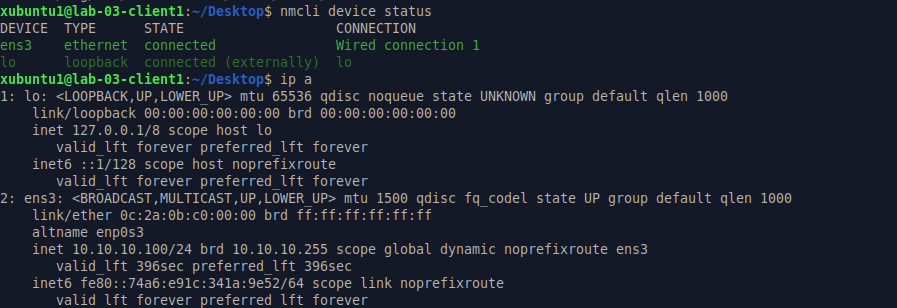 xubuntu1@lab-03-client1:~/Desktop$ nmcli device status
DEVICE  TYPE      STATE                   CONNECTION
ens3    ethernet  connected               Wired connection 1
lo      loopback  connected (externally)  lo
xubuntu1@lab-03-client1:~/Desktop$ ip a
1: lo: <LOOPBACK,UP,LOWER_UP> mtu 65536 qdisc noqueue state UNKNOWN group default qlen 1000
    link/loopback 00:00:00:00:00:00 brd 00:00:00:00:00:00
    inet 127.0.0.1/8 scope host lo
       valid_lft forever preferred_lft forever
    inet6 ::1/128 scope host noprefixroute
       valid_lft forever preferred_lft forever
2: ens3: <BROADCAST,MULTICAST,UP,LOWER_UP> mtu 1500 qdisc fq_codel state UP group default qlen 1000
    link/ether 0c:2a:0b:c0:00:00 brd ff:ff:ff:ff:ff:ff
    altname enp0s3
    inet 10.10.10.100/24 brd 10.10.10.255 scope global dynamic noprefixroute ens3
       valid_lft 396sec preferred_lft 396sec
    inet6 fe80::74a6:e91c:341a:9e52/64 scope link noprefixroute
       valid_lft forever preferred_lft forever